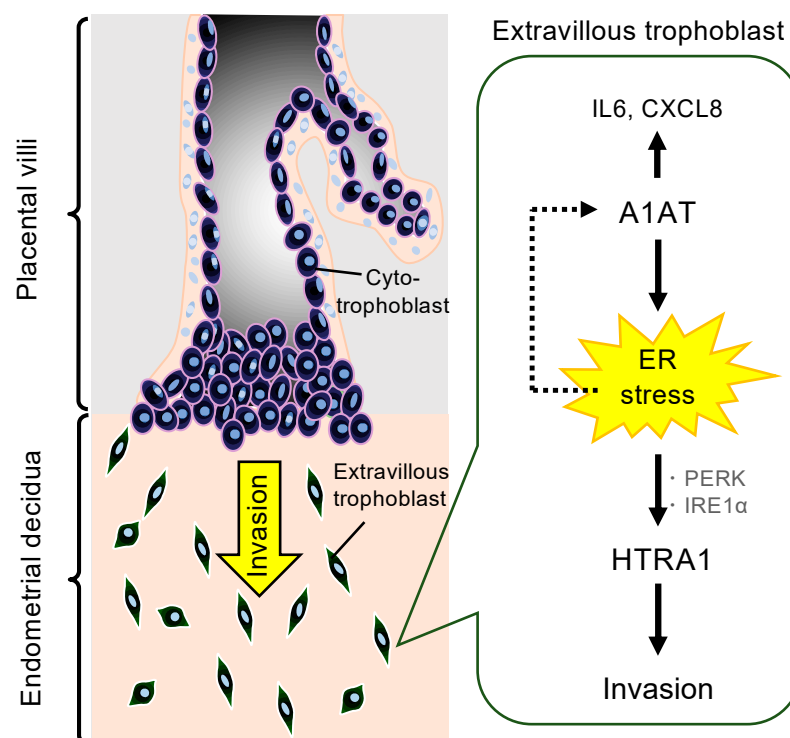 Placental villi
Endometrial decidua
Cyto-
trophoblast
Extravillous
trophoblast
Invasion
Extravillous trophoblast
IL6, CXCL8
A1AT
ER
stress
・PERK
・IRE1α
HTRA1
Invasion